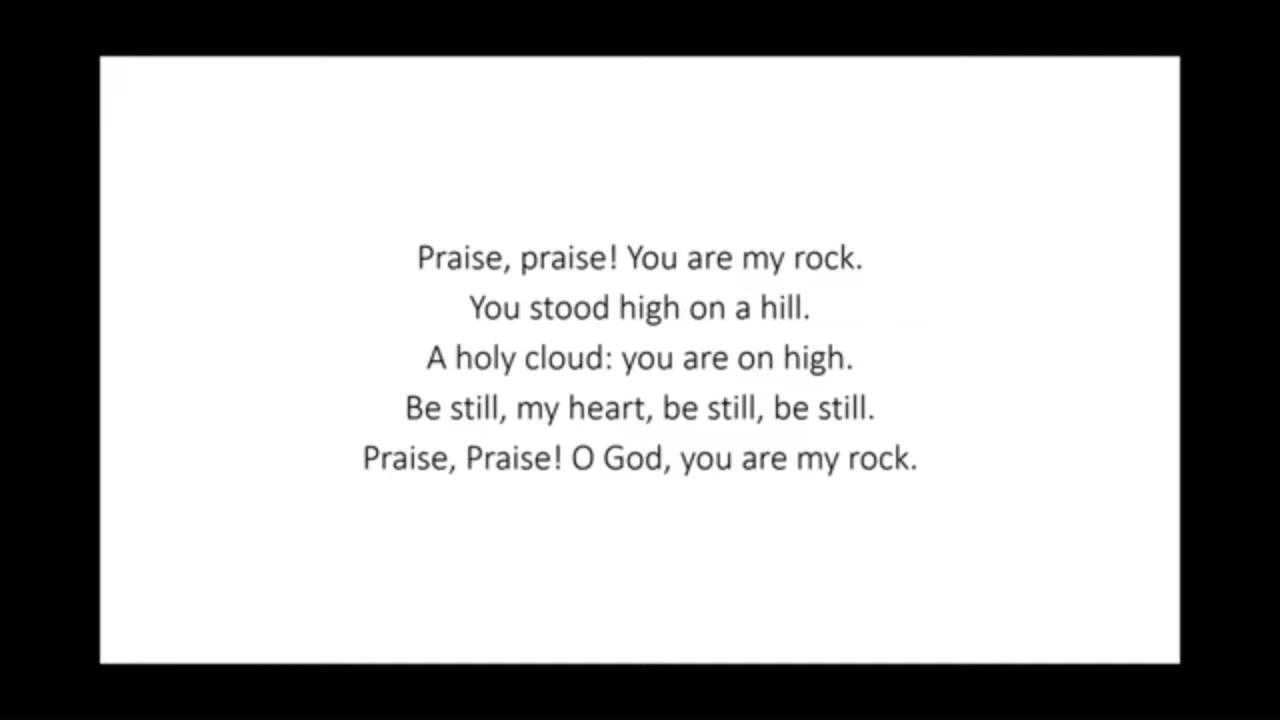 Praise, praise! You are my rock.
You stood high on a hill.
A holy cloud: you are on high.
Be still, my heart, be still, be still.
Praise, Praise! O God, you are my rock.